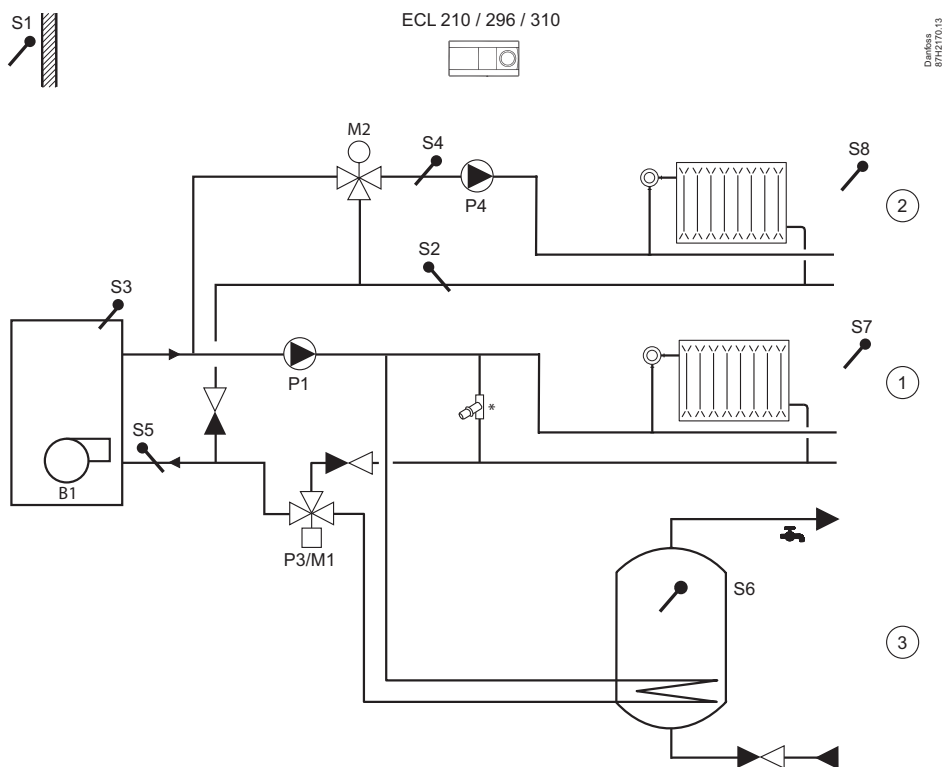 S1
ECL 210 / 296 / 310
Danfoss
87H2170.13
M2
S4
S8
P4
2
S2
S3
S7
P1
1
*
S5
B1
P3/M1
S6
3